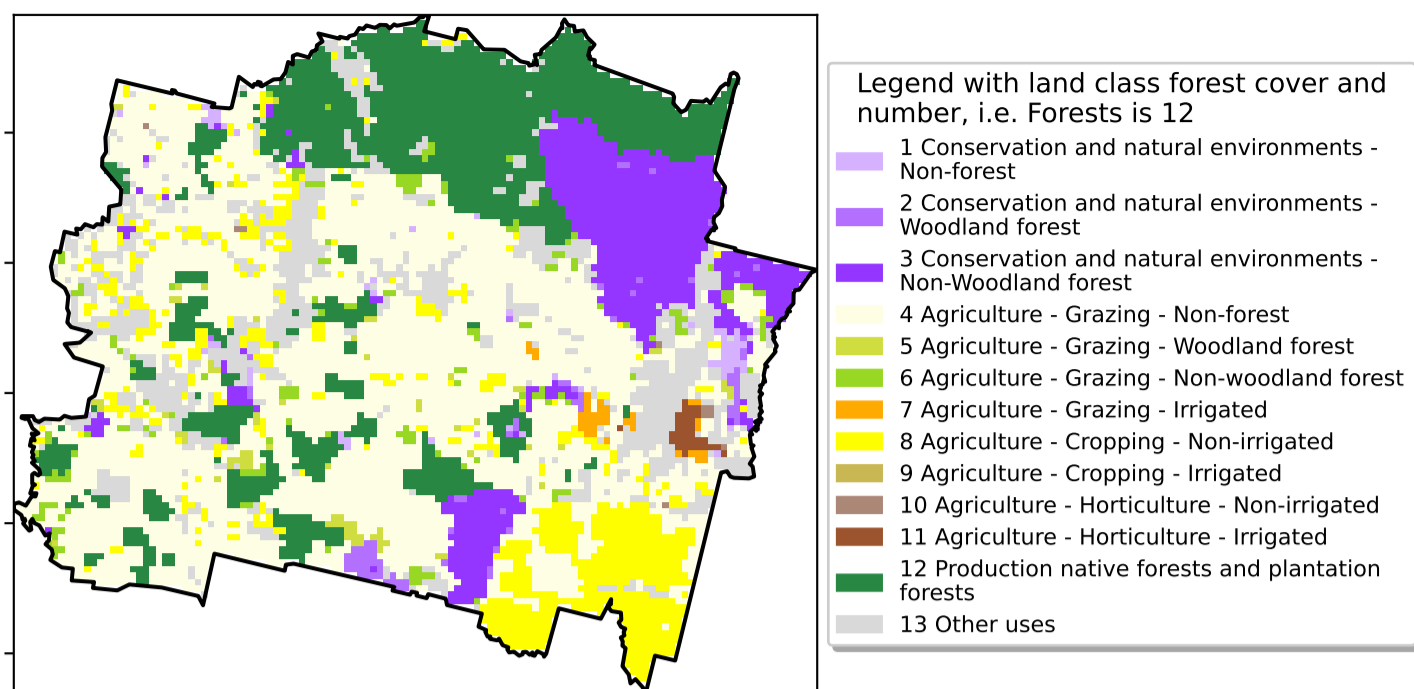 Legend with land class forest cover and
number, i.e. Forests is 12
1 Conservation and natural environments -
Non-forest
2 Conservation and natural environments -
Woodland forest
3 Conservation and natural environments -
Non-Woodland forest
4 Agriculture - Grazing - Non-forest
5 Agriculture - Grazing - Woodland forest
6 Agriculture - Grazing - Non-woodland forest
7 Agriculture - Grazing - Irrigated
8 Agriculture - Cropping - Non-irrigated
9 Agriculture - Cropping - Irrigated
10 Agriculture - Horticulture - Non-irrigated
11 Agriculture - Horticulture - Irrigated
12 Production native forests and plantation
forests
13 Other uses